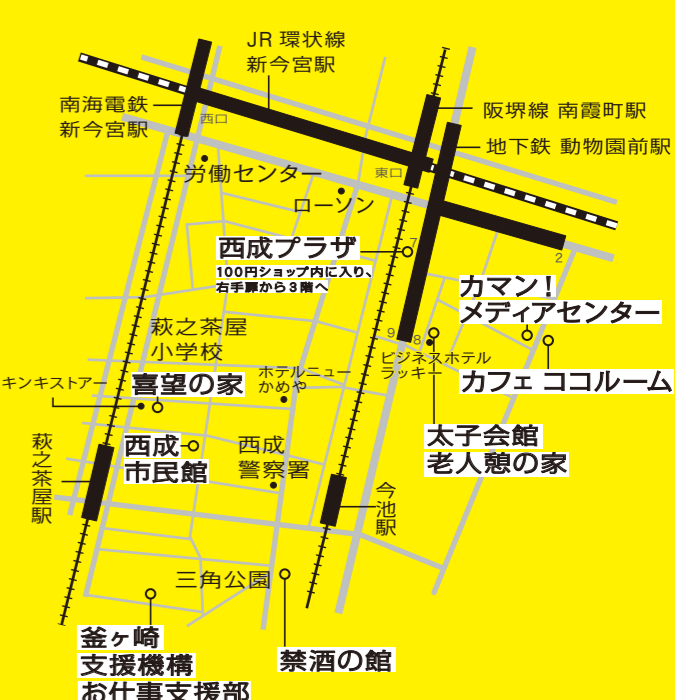 JR 環状線
新今宮駅
南海電鉄
新今宮駅
西口
阪堺線 南霞町駅
地下鉄 動物園前駅
労働センター
東口
ローソン
西成プラザ
100円ショップ内に入り、
右手扉から3階へ
7
2
カマン!
メディアセンター
萩之茶屋
小学校
9
8
ビジネスホテル
ラッキー
カフェ ココルーム
キンキストアー
喜望の家
ホテルニュー
かめや
太子会館
老人憩の家
西成
市民館
西成
警察署
萩之茶屋駅
今池駅
三角公園
釜ヶ崎
支援機構
お仕事支援部
禁酒の館